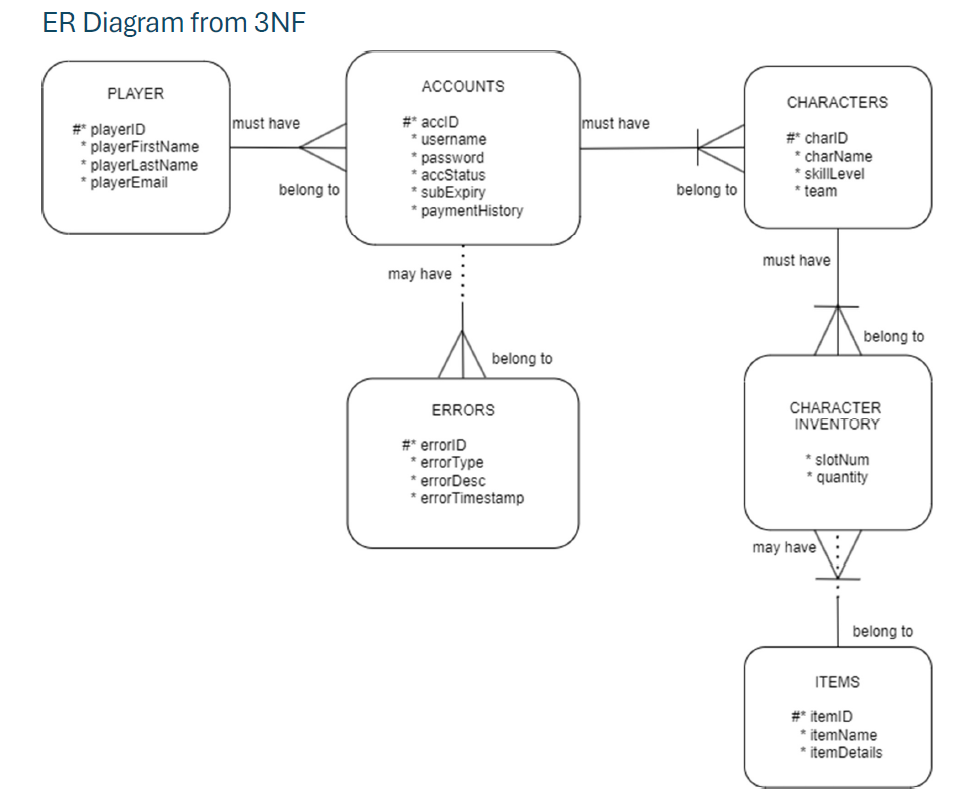 ER Diagram from 3NF
PLAYER
#* playerID
* playerFirstName
* playerLastName
* playerEmail
must have
belong to
ACCOUNTS
#* accID
* username
* password
* accStatus
* subExpiry
* paymentHistory
must have
belong to
CHARACTERS
#* charID
* charName
* skillLevel
* team
may have
belong to
ERRORS
#* errorID
* errorType
* errorDesc
* errorTimestamp
must have
belong to
CHARACTER
INVENTORY
* slotNum
* quantity
may have
belong to
ITEMS
#* itemID
* itemName
* itemDetails